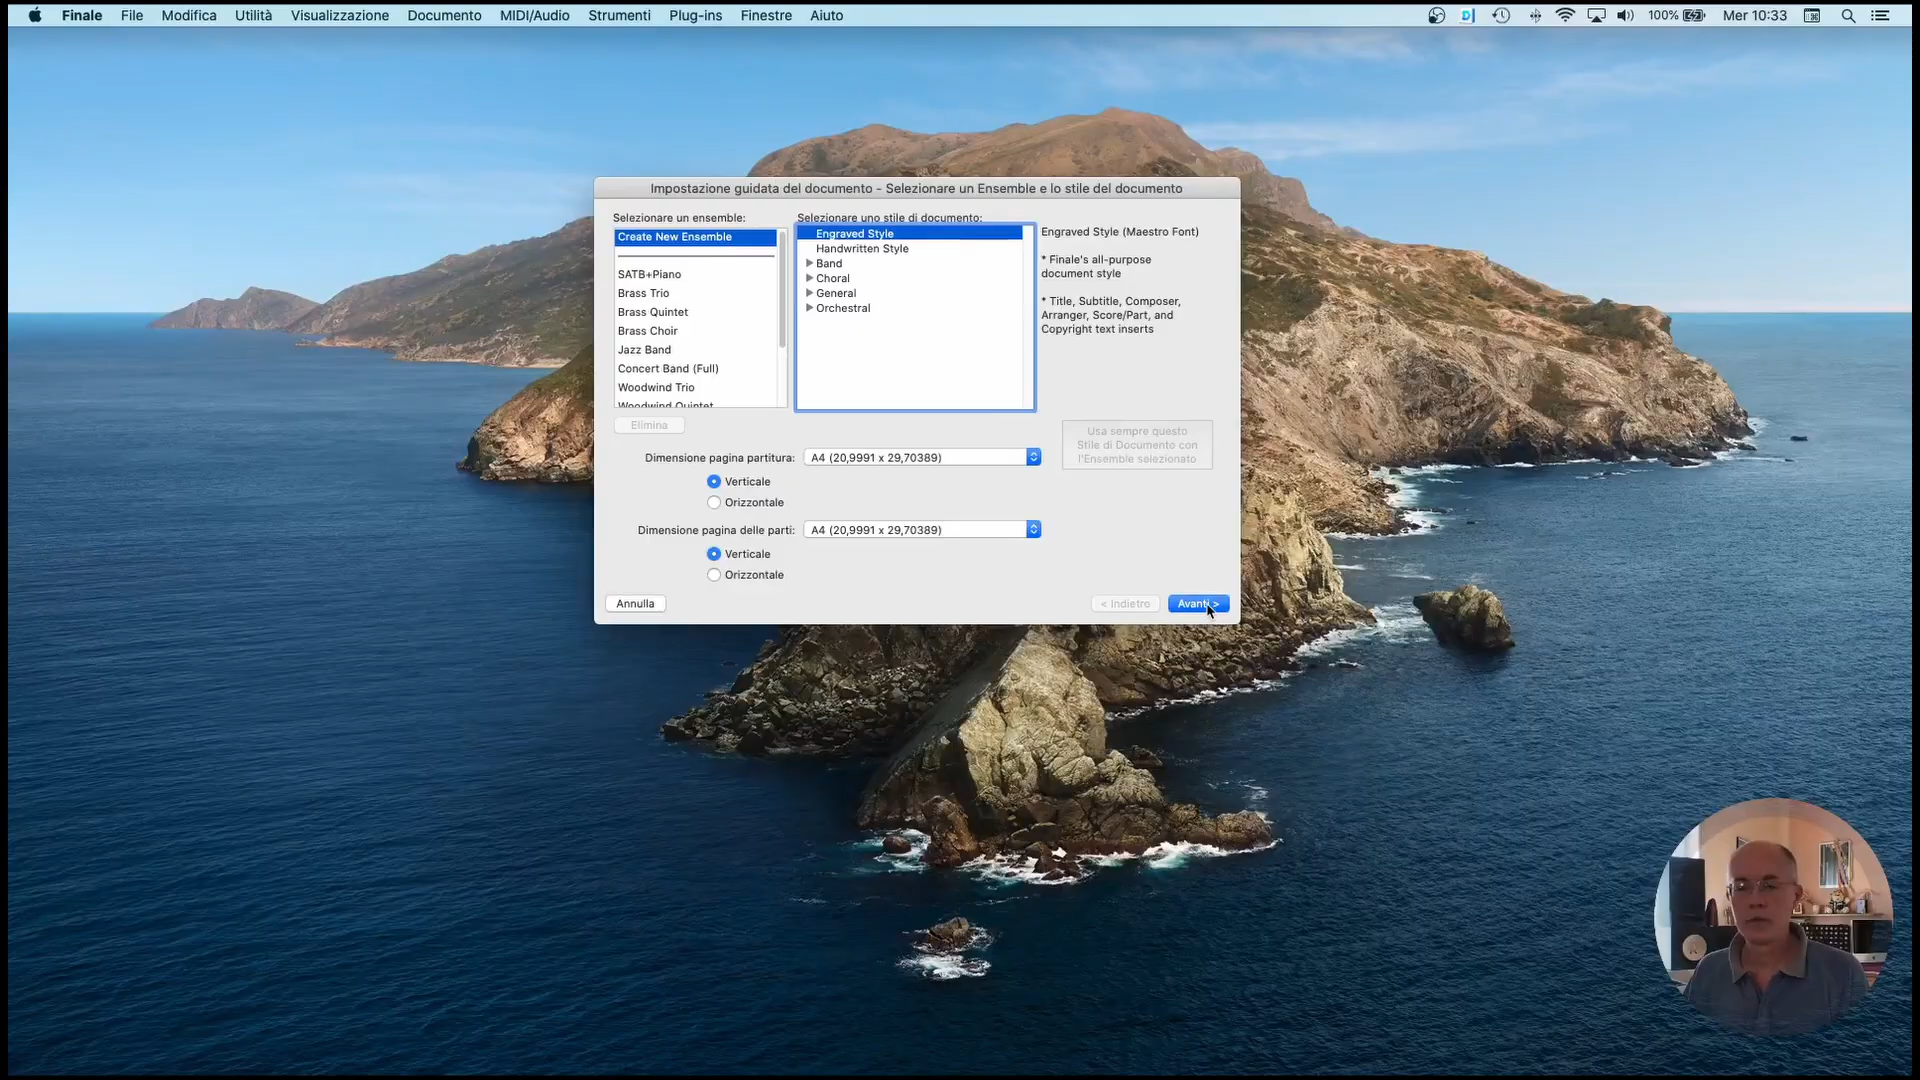 Finale File Modifica Utilità Visualizzazione Documento MIDI/Audio Strumenti Plug-ins Finestre Aiuto 100% Mer 10:33
Impostazione guidata del documento - Selezionare un Ensemble e lo stile del documento
Selezionare un ensemble:
Create New Ensemble
SATB+Piano
Brass Trio
Brass Quintet
Brass Choir
Jazz Band
Concert Band (Full)
Woodwind Trio
Woodwind Quintet
Elimina
Selezionare uno stile di documento:
Engraved Style
Handwritten Style
Band
Choral
General
Orchestral
Engraved Style (Maestro Font)
* Finale's all-purpose
document style
* Title, Subtitle, Composer,
Arranger, Score/Part, and
Copyright text inserts
Usa sempre questo
Stile di Documento con
l'Ensemble selezionato
Dimensione pagina partitura: A4 (20,9991 x 29,70389)
Verticale
Orizzontale
Dimensione pagina delle parti: A4 (20,9991 x 29,70389)
Verticale
Orizzontale
Annulla < Indietro Avanti >